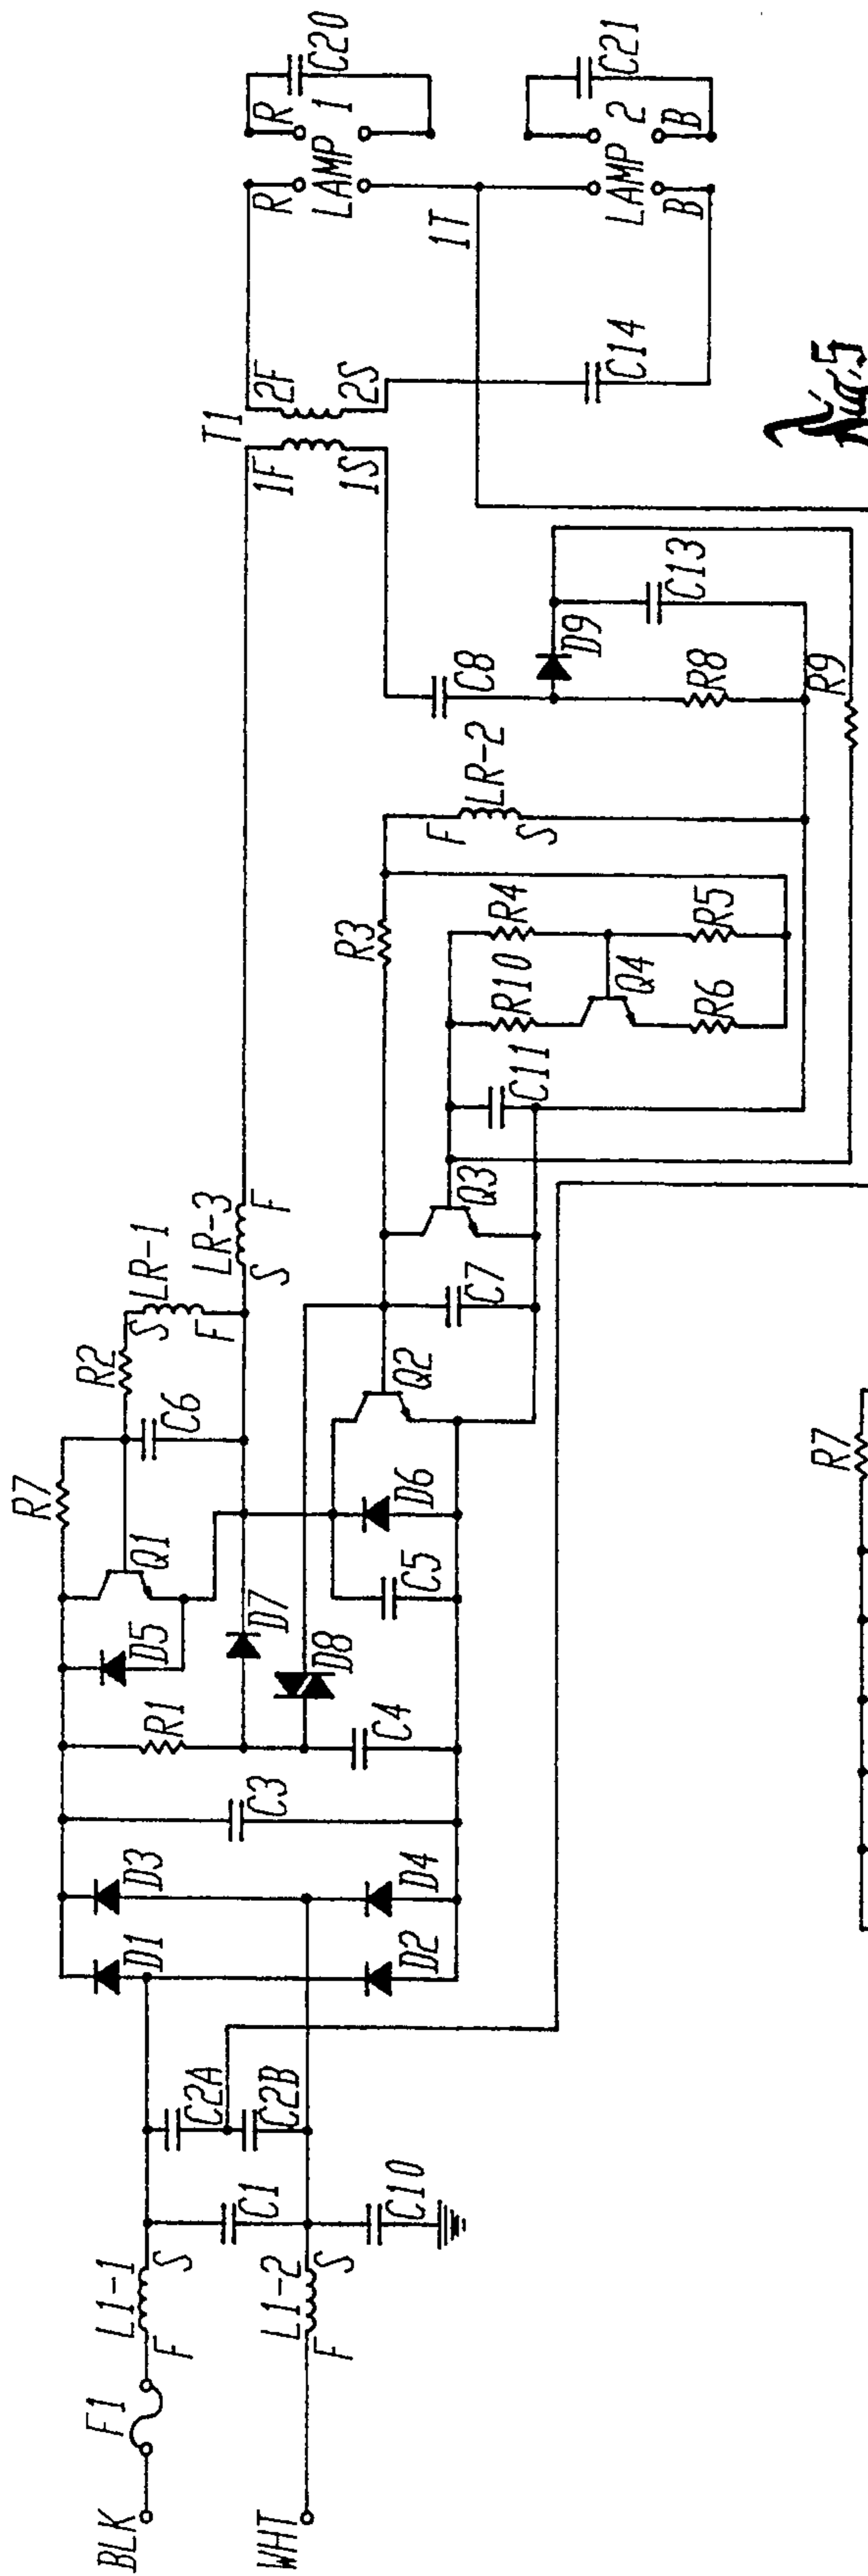 BLK
F1
F
L1-1
S
WHT
F
L1-2
S
C1
C10
C2A
C2B
D1
D2
D3
D4
C3
R1
C4
D5
Q1
D7
D8
R7
C5
D6
C6
R2
S
LR-1
F
S
LR-3
F
Q2
C7
Q3
C11
R10
R4
Q4
R6
R5
R3
F
LR-2
S
C8
D9
R8
C13
R9
T1
1F
1S
2F
2S
C14
R
R
LAMP 1
C20
1T
LAMP 2
B
B
C21
Fig.5
R7